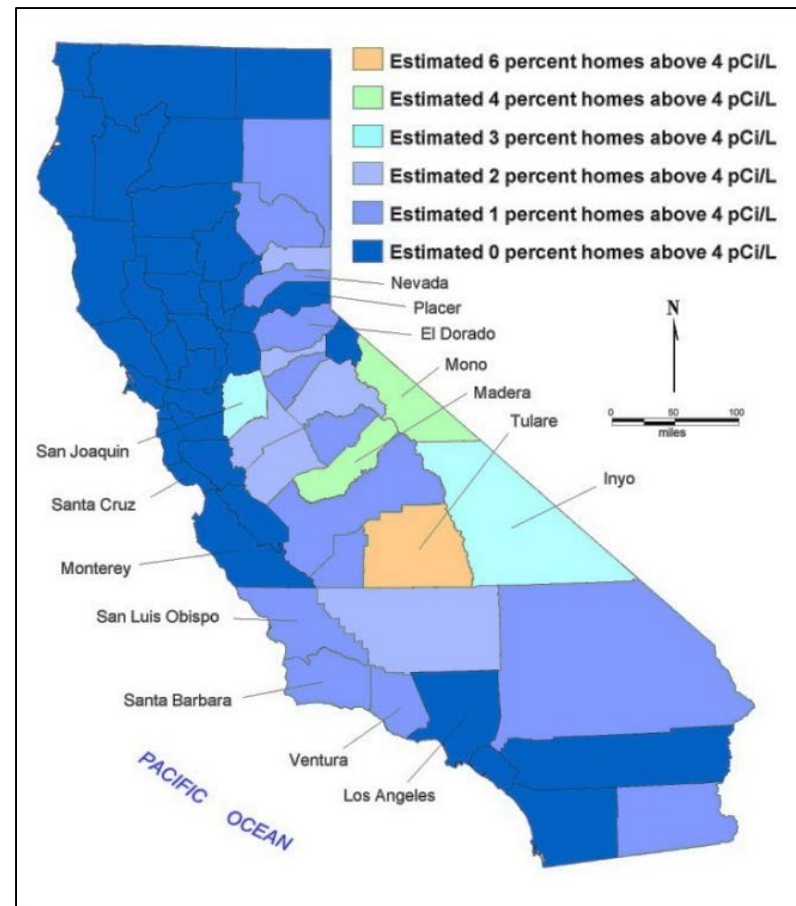 Estimated 6 percent homes above 4 pCi/L
Estimated 4 percent homes above 4 pCi/L
Estimated 3 percent homes above 4 pCi/L
Estimated 2 percent homes above 4 pCi/L
Estimated 1 percent homes above 4 pCi/L
Estimated 0 percent homes above 4 pCi/L
Nevada
Placer
El Dorado
Mono
Madera
Tulare
Inyo
N
0 50 100
miles
San Joaquin
Santa Cruz
Monterey
San Luis Obispo
Santa Barbara
Ventura
Los Angeles
PACIFIC OCEAN